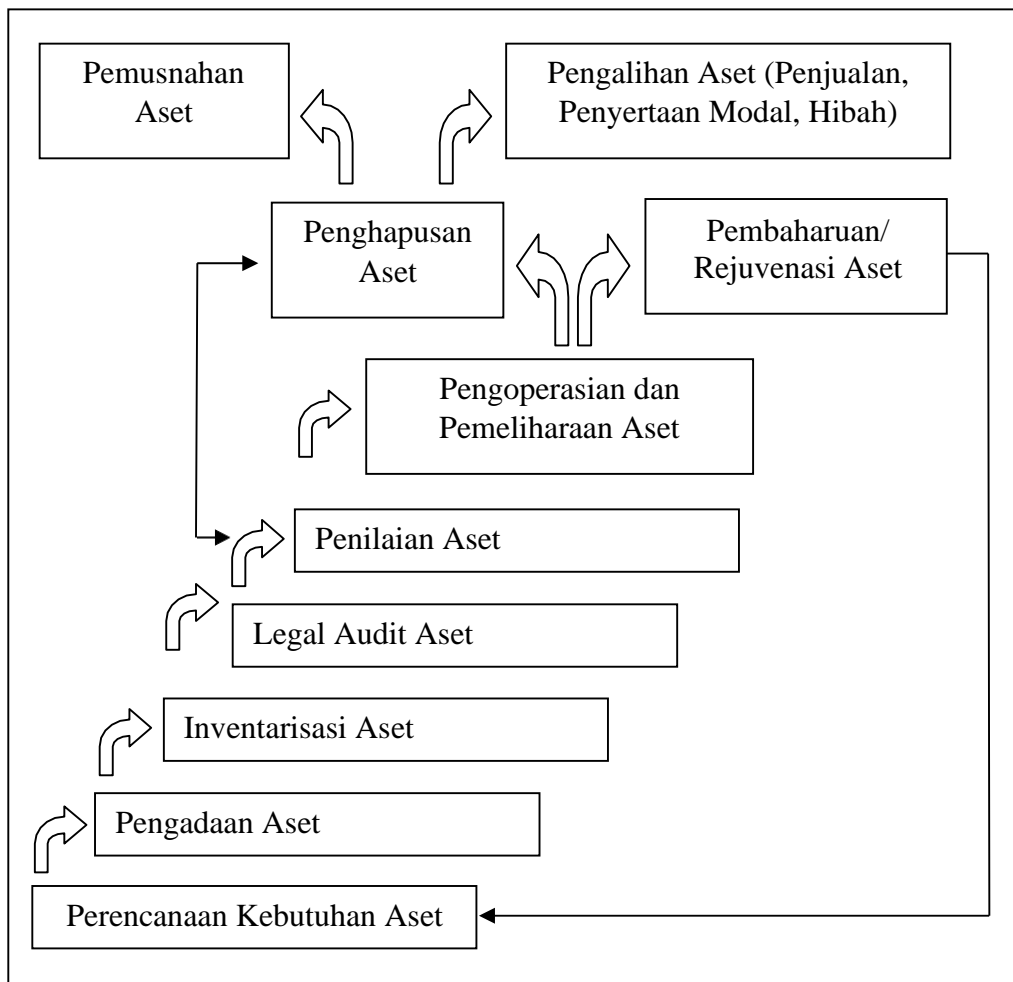 Pemusnahan
Aset
Pengalihan Aset (Penjualan,
Penyertaan Modal, Hibah)
Penghapusan
Aset
Pembaharuan/
Rejuvenasi Aset
Pengoperasian dan
Pemeliharaan Aset
Penilaian Aset
Legal Audit Aset
Inventarisasi Aset
Pengadaan Aset
Perencanaan Kebutuhan Aset